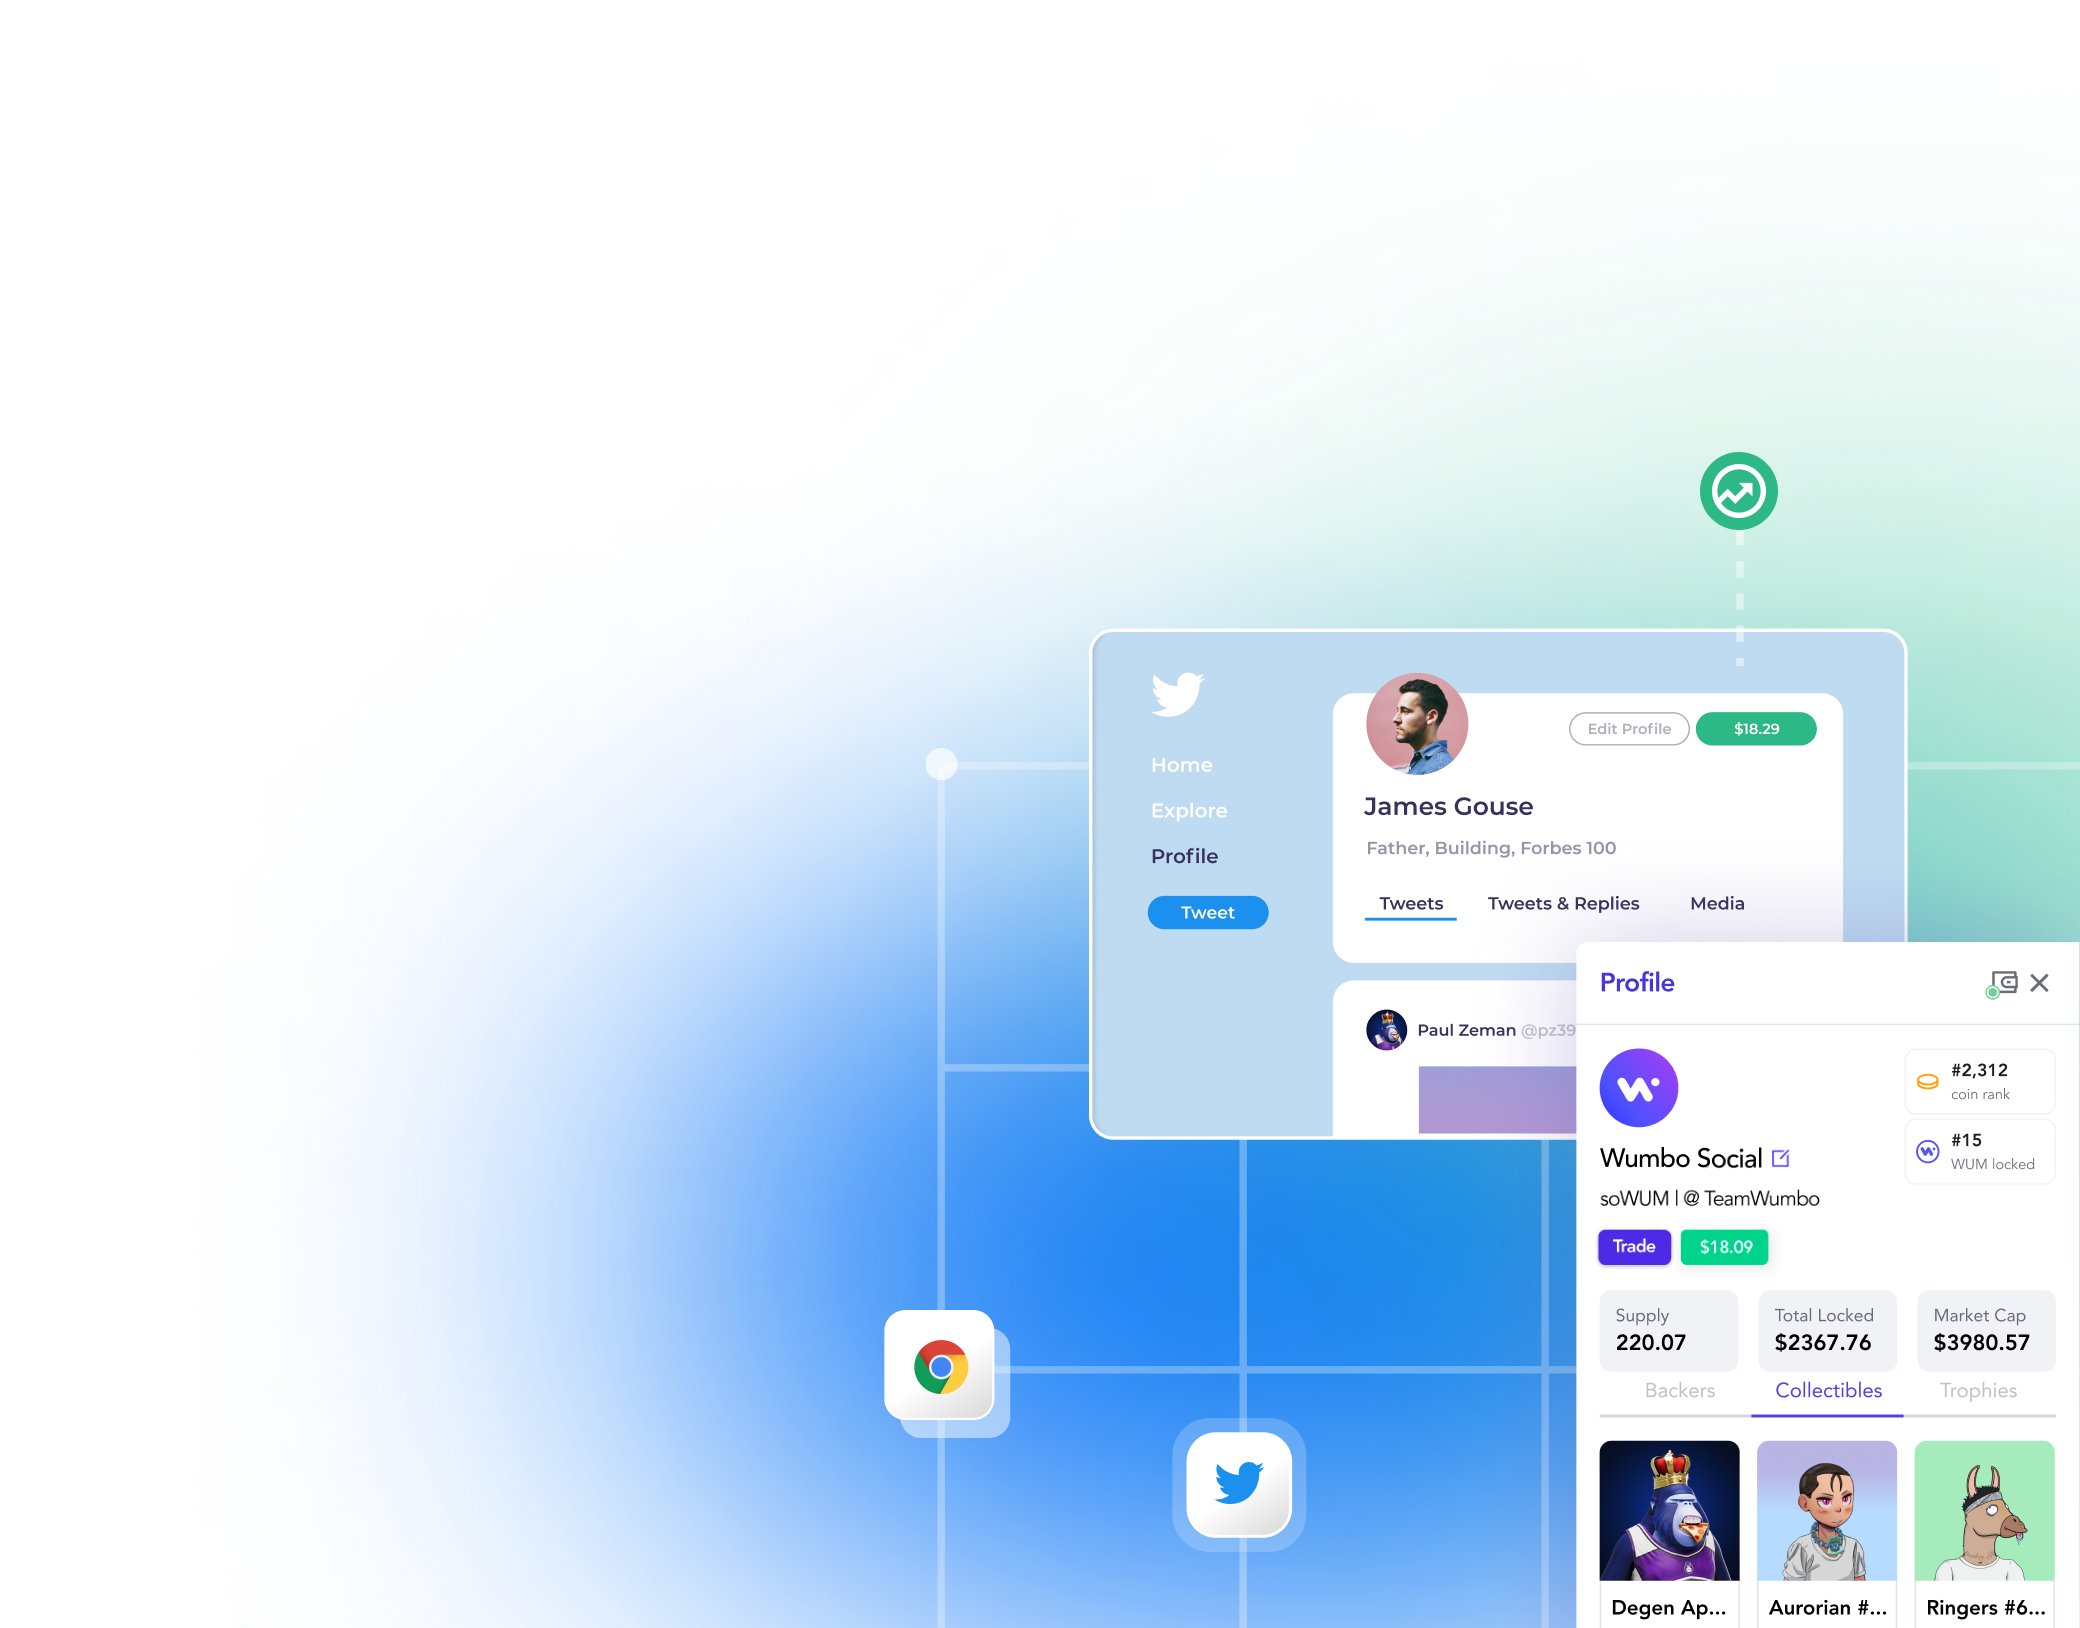 Home
Explore
Profile
Tweet
Edit Profile
$18.29
James Gouse
Father, Building, Forbes 100
Tweets
Tweets & Replies
Media
Paul Zeman @pz39
Profile
#2,312
coin rank
#15
WUM locked
Wumbo Social
soWUM | @ TeamWumbo
Trade
$18.09
Supply
220.07
Total Locked
$2367.76
Market Cap
$3980.57
Backers
Collectibles
Trophies
Degen Ap...
Aurorian #...
Ringers #6...